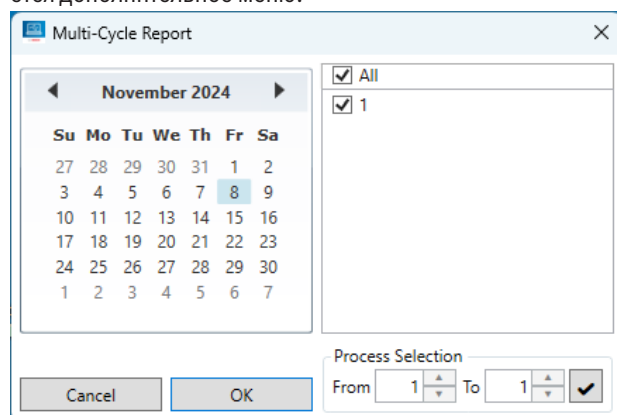 ется дополнительное меню:
Multi-Cycle Report
November 2024
Su Mo Tu We Th Fr Sa
27 28 29 30 31 1 2
3 4 5 6 7 8 9
10 11 12 13 14 15 16
17 18 19 20 21 22 23
24 25 26 27 28 29 30
1 2 3 4 5 6 7
All
1
Process Selection
From 1 To 1
Cancel OK